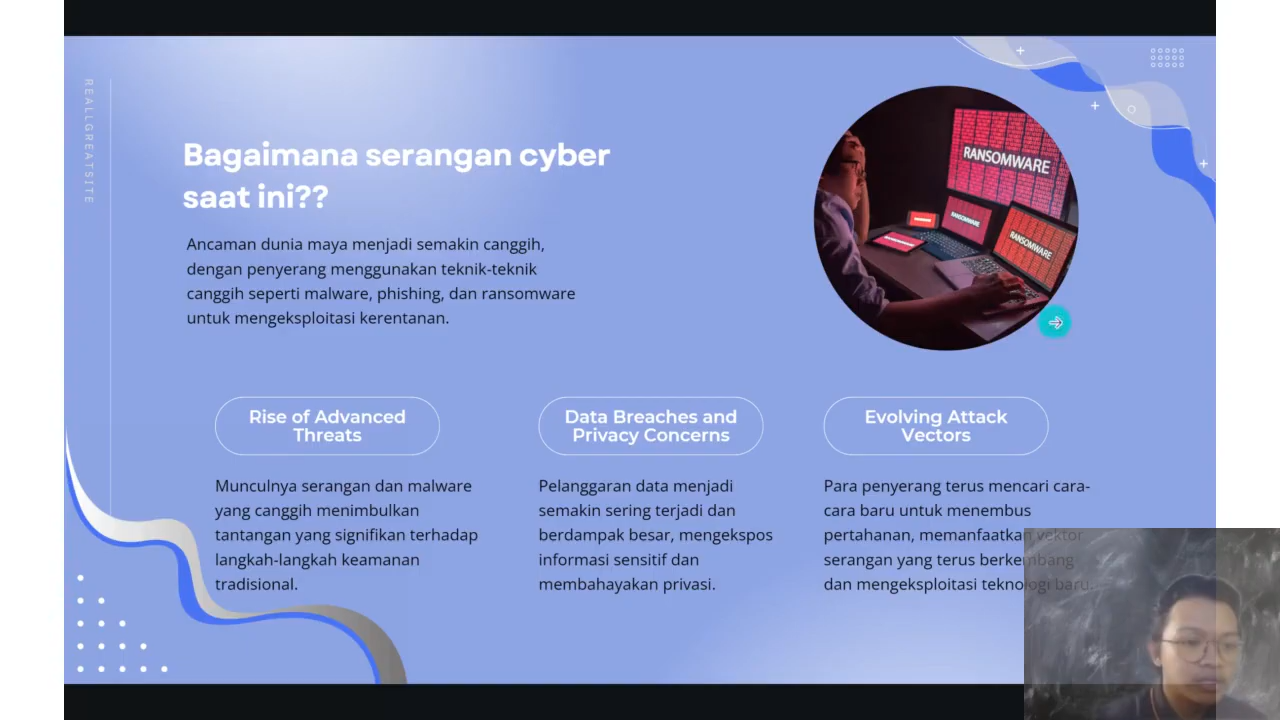 REALLGREATSITE
Bagaimana serangan cyber
saat ini??
Ancaman dunia maya menjadi semakin canggih,
dengan penyerang menggunakan teknik-teknik
canggih seperti malware, phishing, dan ransomware
untuk mengeksploitasi kerentanan.
RANSOMWARE
RANSOMWARE
RANSOMWARE
Rise of Advanced
Threats
Munculnya serangan dan malware
yang canggih menimbulkan
tantangan yang signifikan terhadap
langkah-langkah keamanan
tradisional.
Data Breaches and
Privacy Concerns
Pelanggaran data menjadi
semakin sering terjadi dan
berdampak besar, mengekspos
informasi sensitif dan
membahayakan privasi.
Evolving Attack
Vectors
Para penyerang terus mencari cara-
cara baru untuk menembus
pertahanan, memanfaatkan vektor
serangan yang terus berkembang
dan mengeksploitasi teknologi baru.